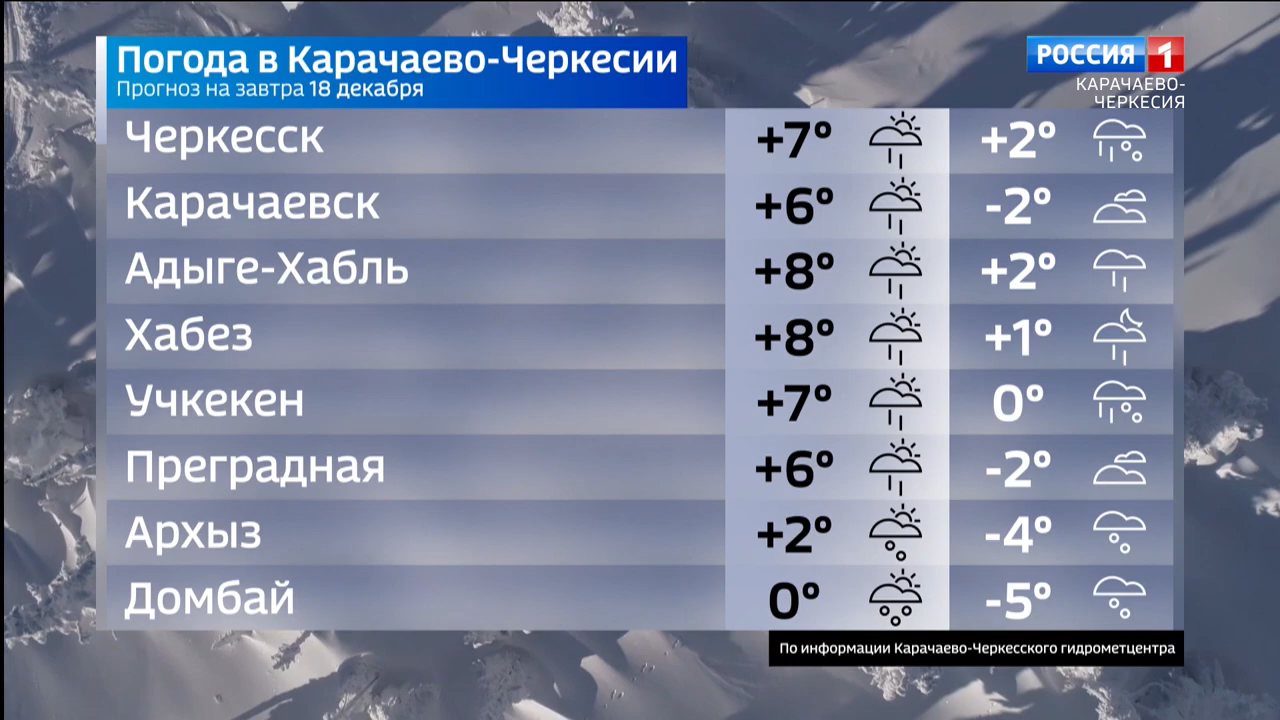 Погода в Карачаево-Черкесии
Прогноз на завтра 18 декабря
РОССИЯ 1
КАРАЧАЕВО-
ЧЕРКЕСИЯ
Черкесск +7° +2°
Карачаевск +6° -2°
Адыге-Хабль +8° +2°
Хабез +8° +1°
Учкекен +7° 0°
Преградная +6° -2°
Архыз +2° -4°
Домбай 0° -5°
По информации Карачаево-Черкесского гидрометцентра